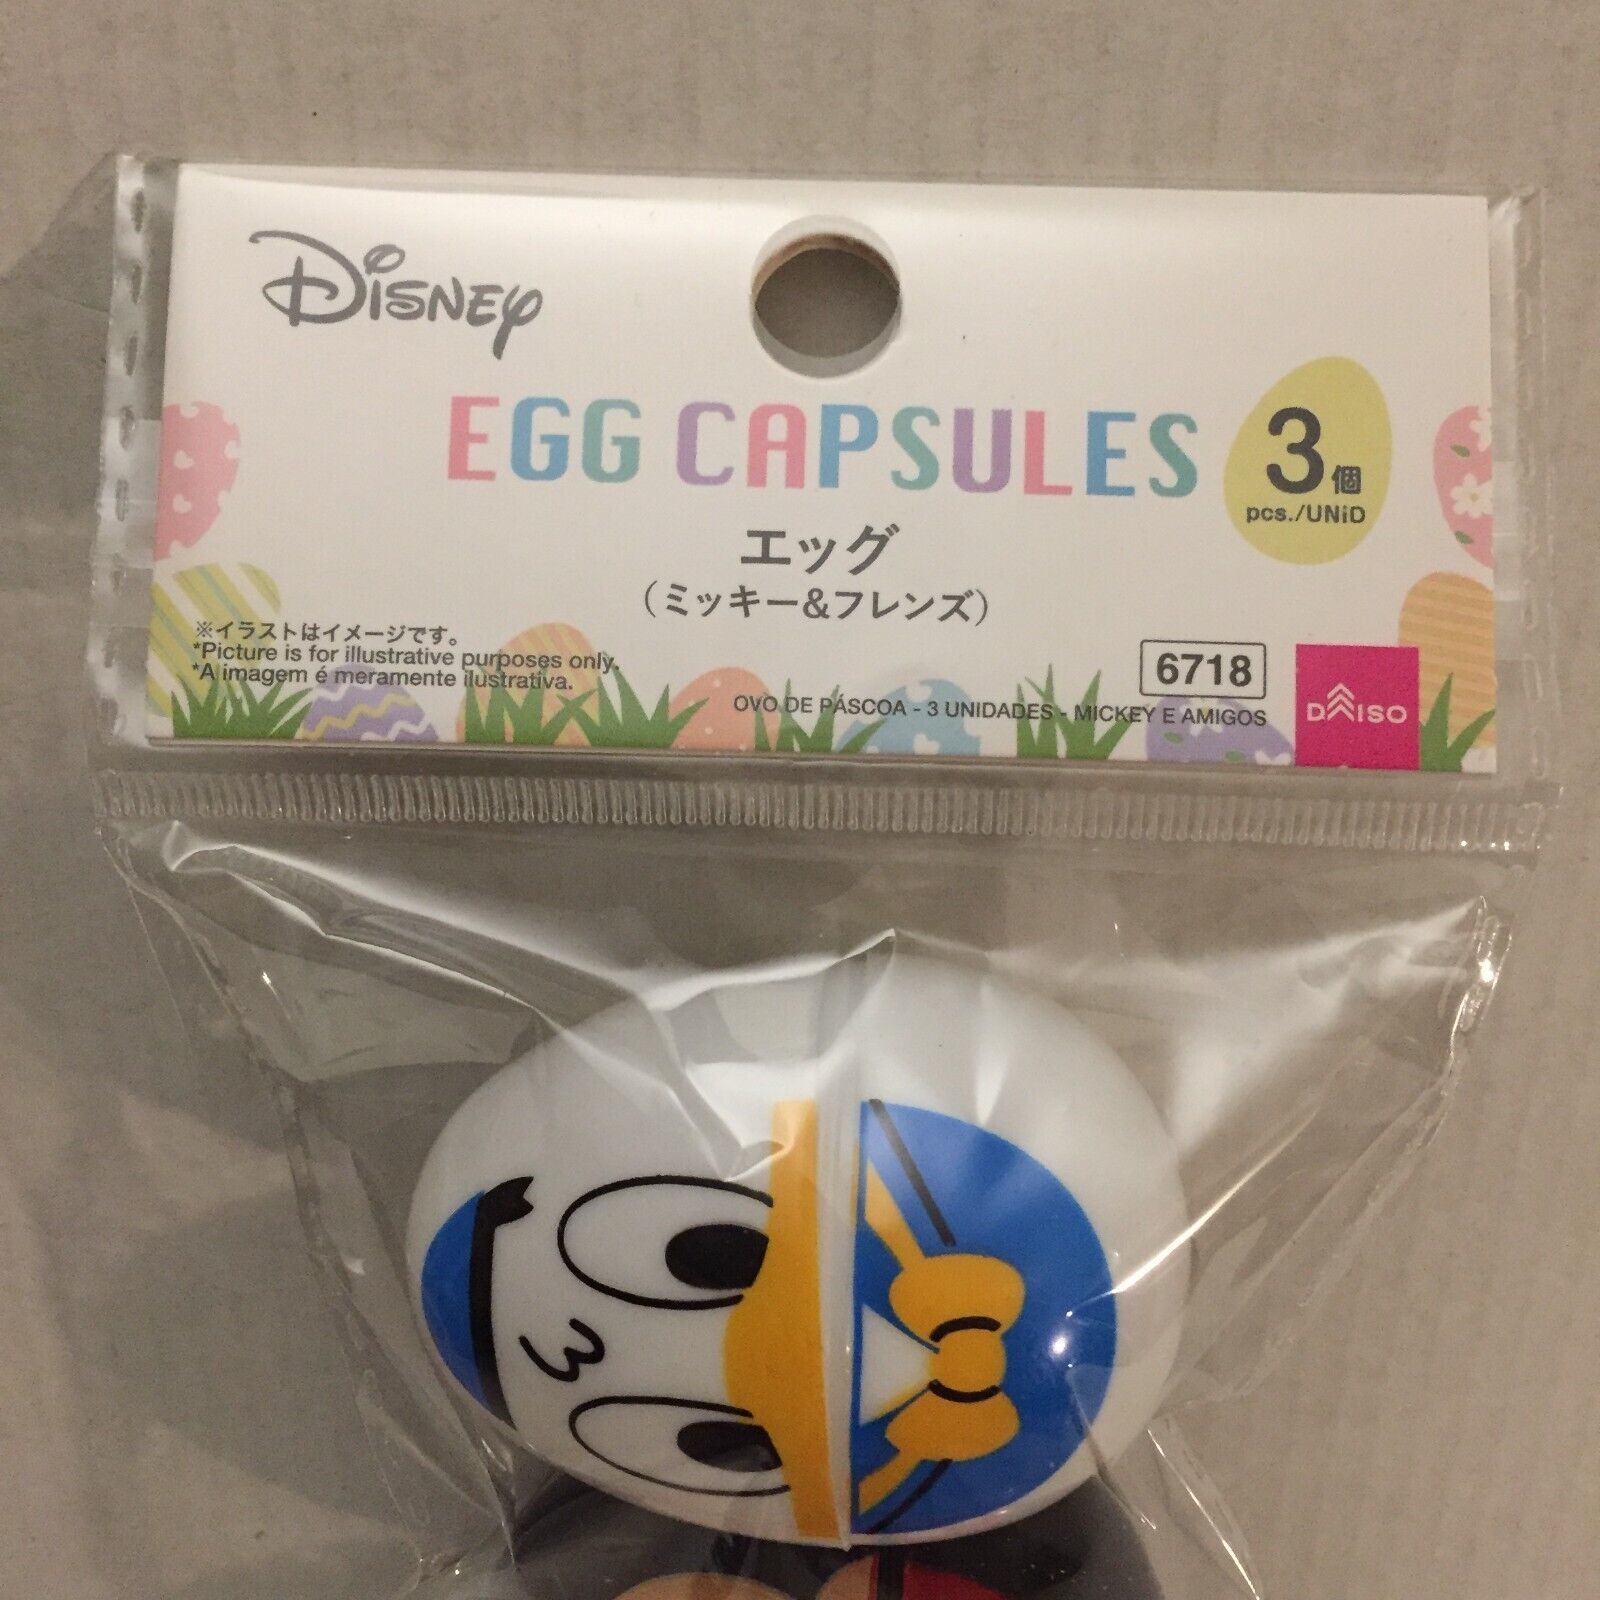 Disney
EGG CAPSULES
3個
pcs./UNiD
エッグ
（ミッキー&フレンズ）
※イラストはイメージです。
*Picture is for illustrative purposes only.
*A imagem é meramente ilustrativa.
6718
OVO DE PÁSCOA - 3 UNIDADES - MICKEY E AMIGOS
DAISO